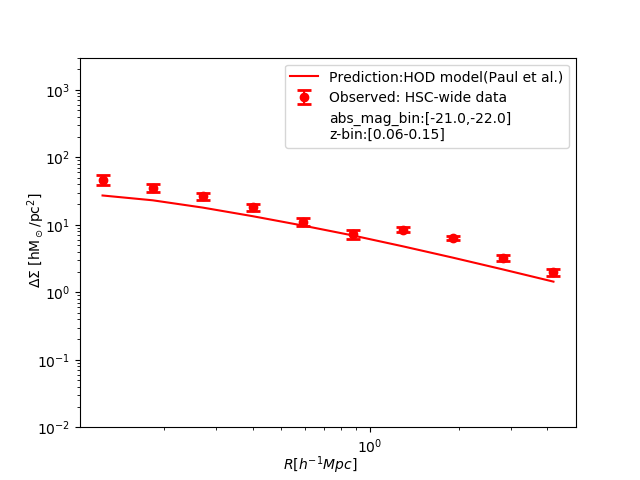 Prediction:HOD model(Paul et al.)
Observed: HSC-wide data
abs_mag_bin:[-21.0,-22.0]
z-bin:[0.06-0.15]
10³
10²
10¹
10⁰
10⁻¹
10⁻²
ΔΣ [hM⊙/pc²]
10⁰
R[h⁻¹Mpc]